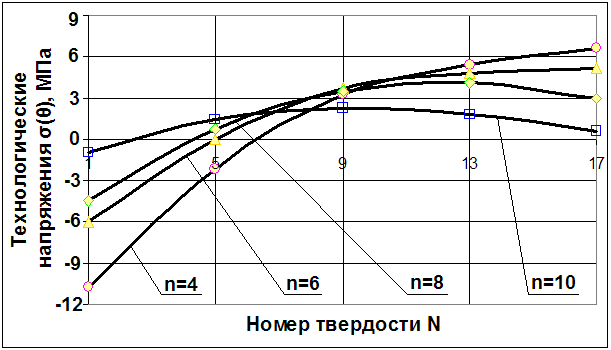 Технологические
напряжения σ(θ), МПа
9
6
3
0
-3
-6
-9
-12
1 5 9 13 17
n=4 n=6 n=8 n=10
Номер твердости N